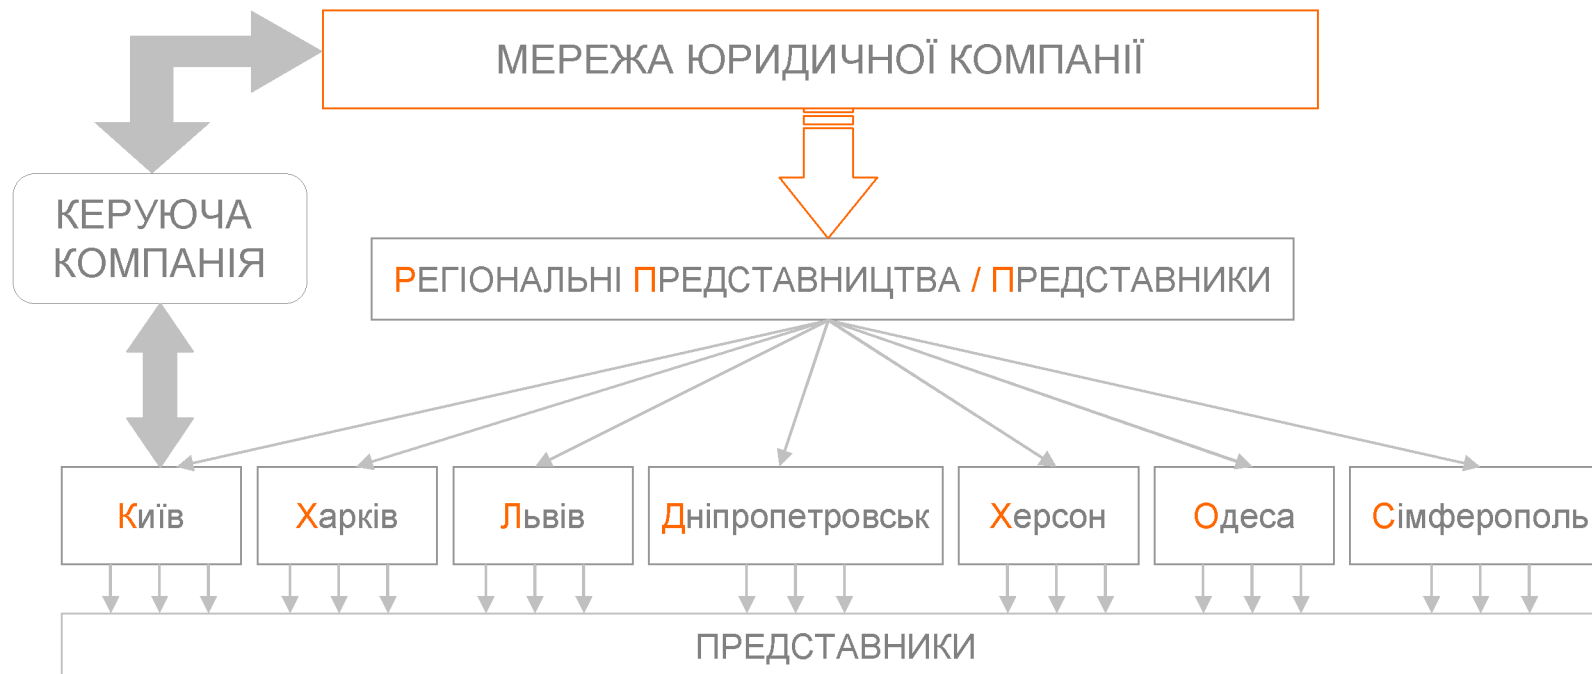 МЕРЕЖА ЮРИДИЧНОЇ КОМПАНІЇ
КЕРУЮЧА
КОМПАНІЯ
РЕГІОНАЛЬНІ ПРЕДСТАВНИЦТВА / ПРЕДСТАВНИКИ
Київ
Харків
Львів
Дніпропетровськ
Херсон
Одеса
Сімферополь
ПРЕДСТАВНИКИ